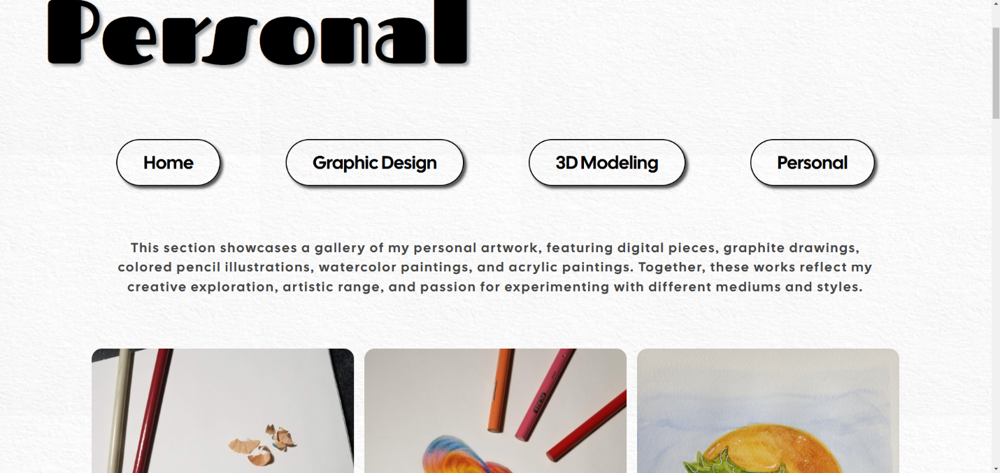 Personal
Home
Graphic Design
3D Modeling
Personal
This section showcases a gallery of my personal artwork, featuring digital pieces, graphite drawings,
colored pencil illustrations, watercolor paintings, and acrylic paintings. Together, these works reflect my
creative exploration, artistic range, and passion for experimenting with different mediums and styles.